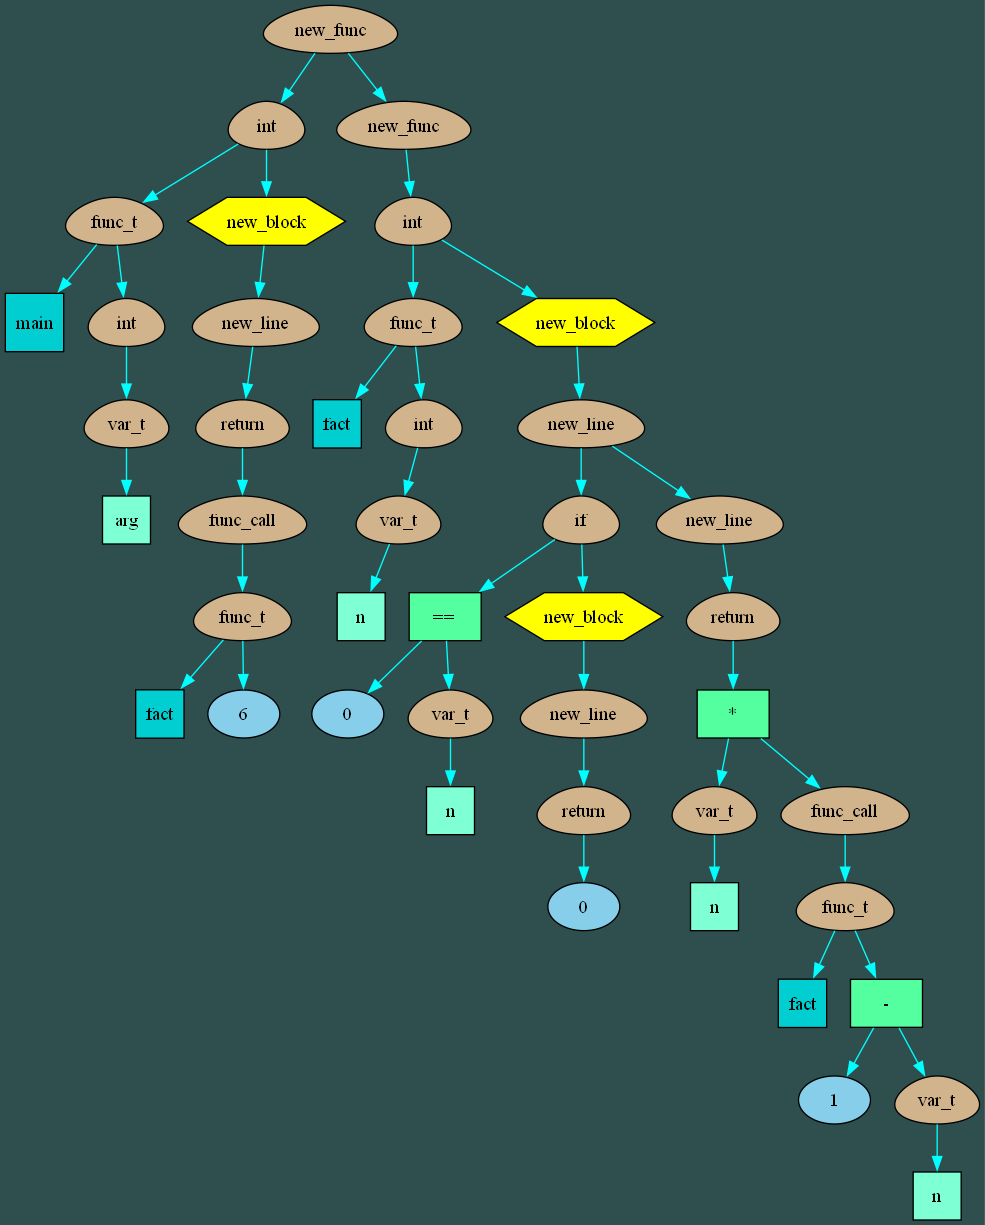 new_func
int
new_func
func_t
new_block
int
main
int
new_line
func_t
new_block
var_t
return
fact
int
new_line
arg
func_call
var_t
if
new_line
func_t
n
==
new_block
return
fact
6
0
var_t
new_line
*
n
return
var_t
func_call
0
n
func_t
fact
-
1
var_t
n